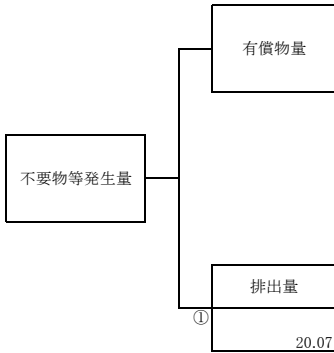 有償物量
不要物等発生量
排出量
①
20.07